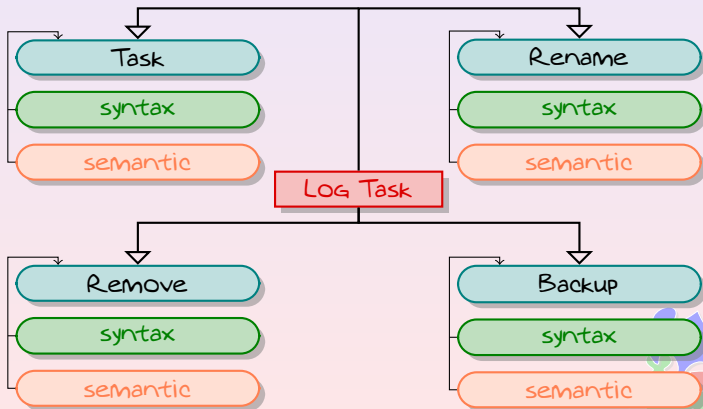 Task
Rename
syntax
syntax
semantic
semantic
LOG Task
Remove
Backup
syntax
syntax
semantic
semantic